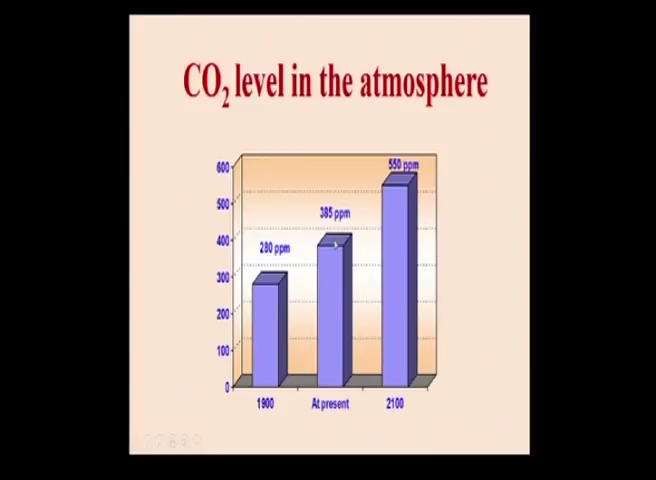 CO₂ level in the atmosphere
600
550 ppm
500
385 ppm
400
280 ppm
300
200
100
0
1900 At present 2100